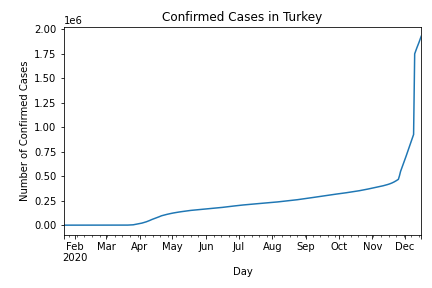 Confirmed Cases in Turkey
1e6
2.00
1.75
1.50
1.25
1.00
0.75
0.50
0.25
0.00
Number of Confirmed Cases
Feb Mar Apr May Jun Jul Aug Sep Oct Nov Dec
2020
Day